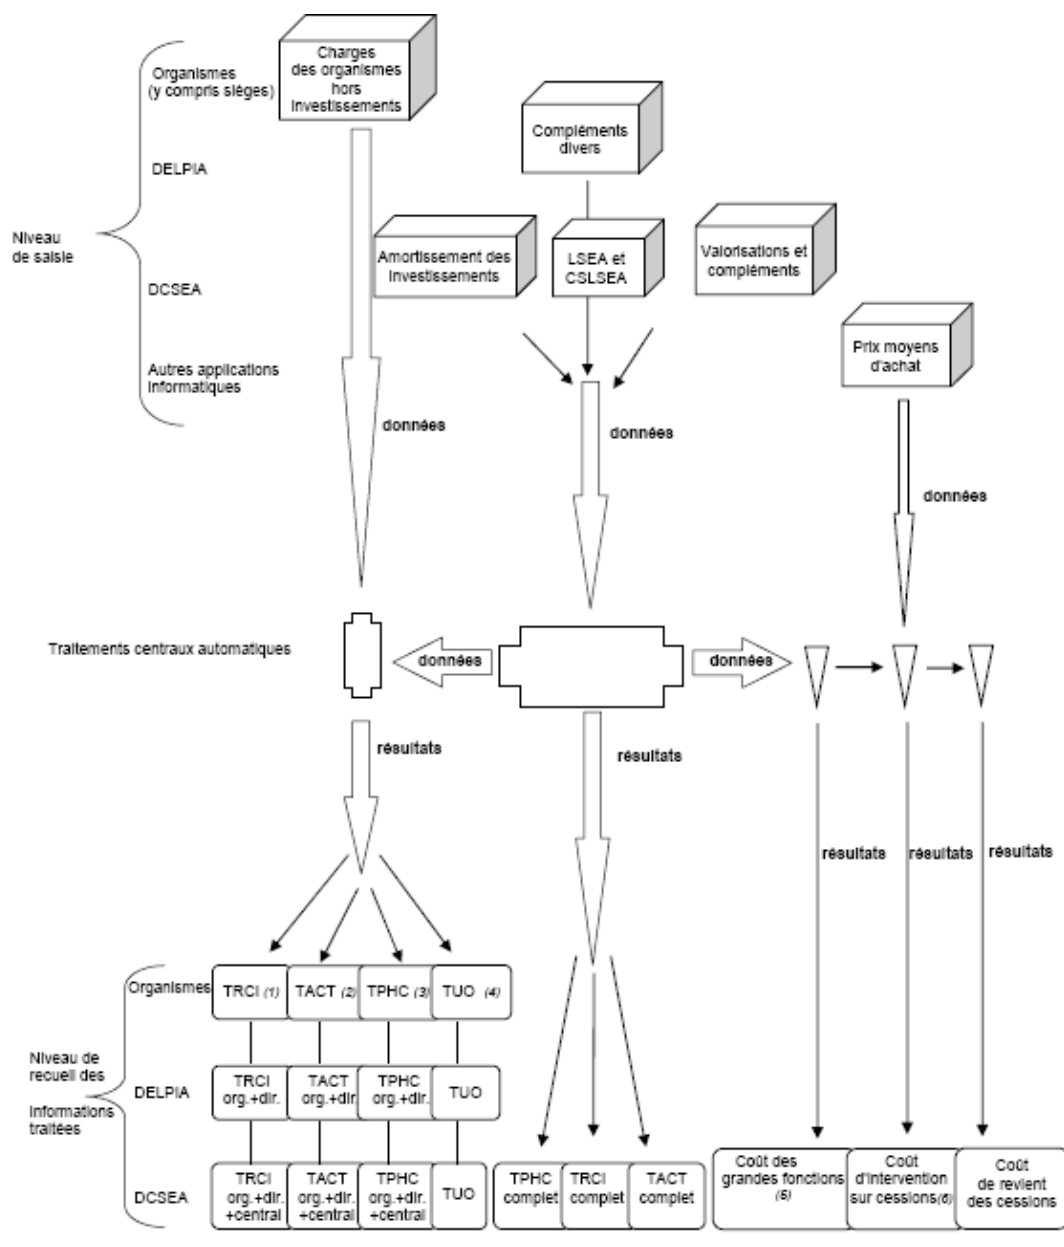 Charges
des organismes
hors
Investissements
Organismes
(y compris sièges)
Compléments
divers
DELPIA
Niveau
de saisie
Amortissement des
Investissements
LSEA et
CSLSEA
Valorisations et
compléments
DCSEA
Prix moyens
d'achat
Autres applications
Informatiques
données
données
données
Traitements centraux automatiques
données
données
résultats
résultats
résultats
résultats
résultats
Organismes
TRCI (1)
TACT (2)
TPHC (3)
TUO (4)
Niveau de
recueil des
Informations
traitées
DELPIA
TRCI
org.+dir.
TACT
org.+dir.
TPHC
org.+dir.
TUO
DCSEA
TRCI
org.+dir.
+central
TACT
org.+dir.
+central
TPHC
org.+dir.
+central
TUO
TPHC
complet
TRCI
complet
TACT
complet
Coût des
grandes fonctions
(5)
Coût
d'intervention
sur cessions(6)
Coût
de revient
des cessions